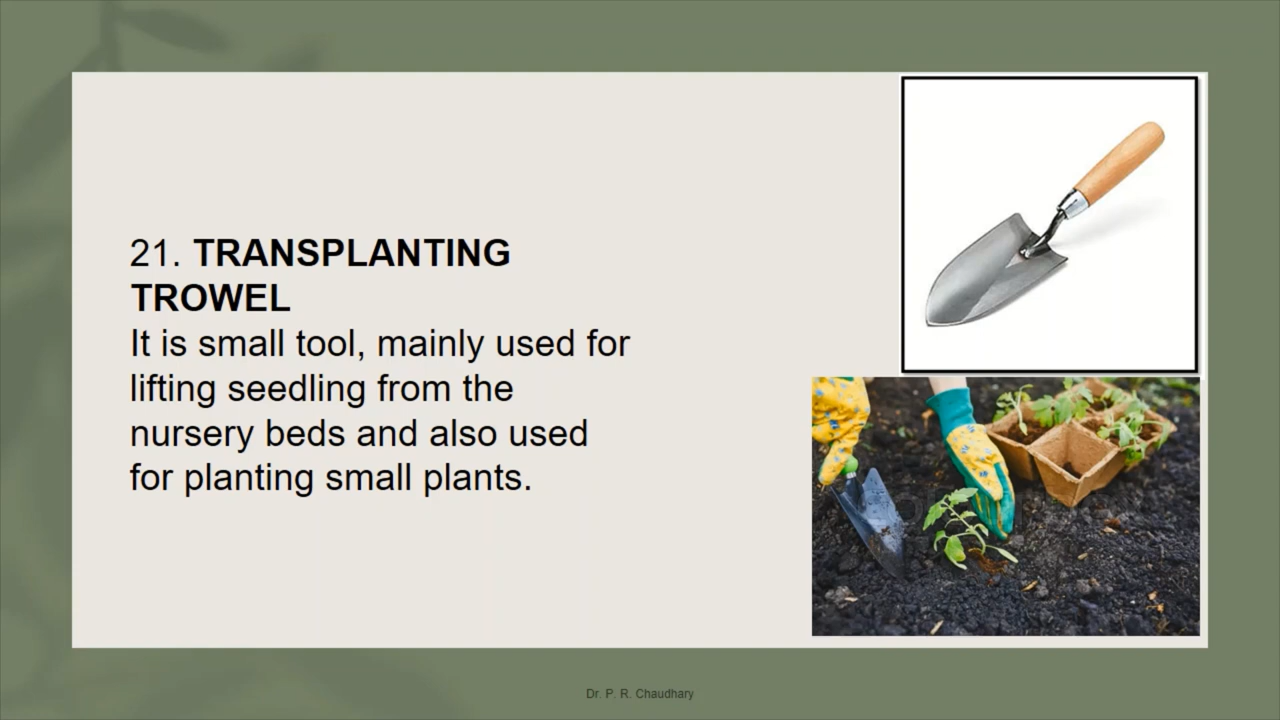 21. TRANSPLANTING
TROWEL
It is small tool, mainly used for
lifting seedling from the
nursery beds and also used
for planting small plants.
Dr. P. R. Chaudhary